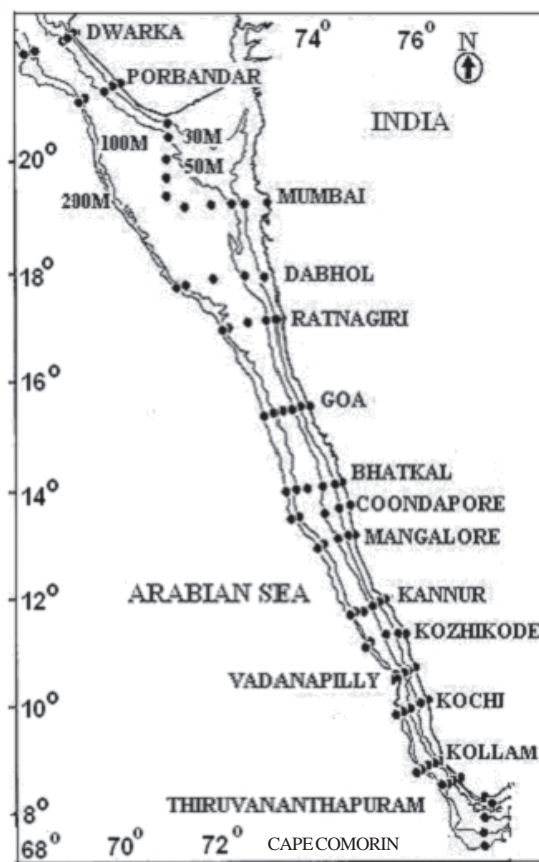 DWARKA
74°
76°
N
PORBANDAR
INDIA
100M
30M
20°
50M
200M
MUMBAI
18°
DABHOL
RATNAGIRI
16°
GOA
BHATKAL
14°
COONDAPORE
MANGALORE
ARABIAN SEA
12°
KANNUR
KOZHIKODE
VADANAPILLY
10°
KOCHI
KOLLAM
THIRUVANANTHAPURAM
8°
68°
70°
72°
CAPE COMORIN